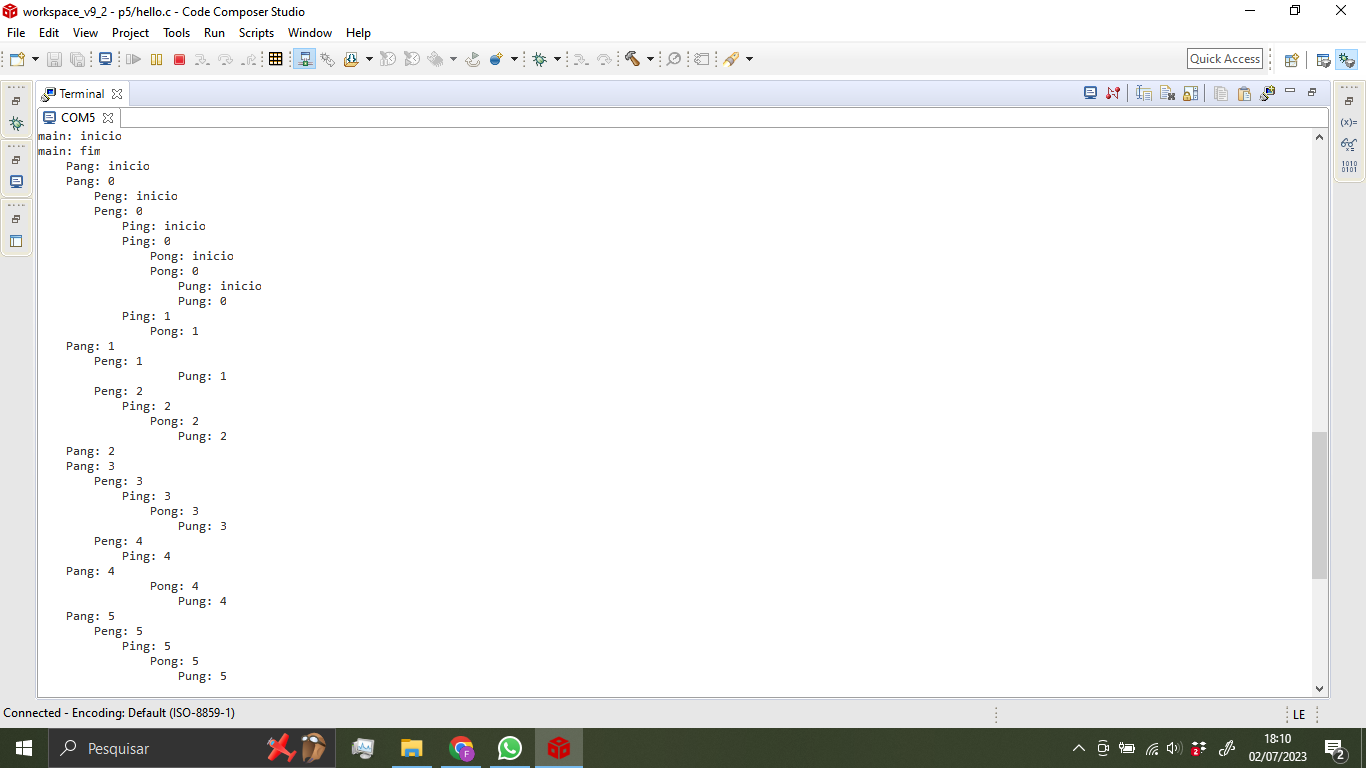 workspace_v9_2 - p5/hello.c - Code Composer Studio
File Edit View Project Tools Run Scripts Window Help
Quick Access
Terminal
(x)=
COM5
1010
0101
main: inicio
main: fim
Pang: inicio
Pang: 0
Peng: inicio
Peng: 0
Ping: inicio
Ping: 0
Pong: inicio
Pong: 0
Pung: inicio
Pung: 0
Ping: 1
Pong: 1
Pang: 1
Peng: 1
Pung: 1
Peng: 2
Ping: 2
Pong: 2
Pung: 2
Pang: 2
Pang: 3
Peng: 3
Ping: 3
Pong: 3
Pung: 3
Peng: 4
Ping: 4
Pang: 4
Pong: 4
Pung: 4
Pang: 5
Peng: 5
Ping: 5
Pong: 5
Pung: 5
Connected - Encoding: Default (ISO-8859-1)
LE
Pesquisar
F
2
18:10
02/07/2023
2